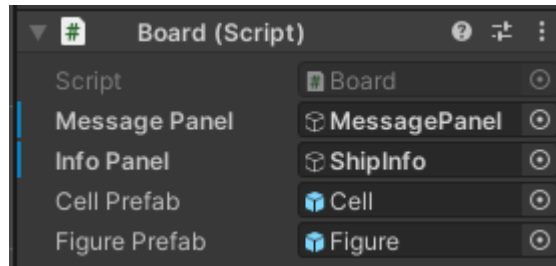 # Board (Script)
Script # Board
Message Panel MessagePanel
Info Panel ShipInfo
Cell Prefab Cell
Figure Prefab Figure